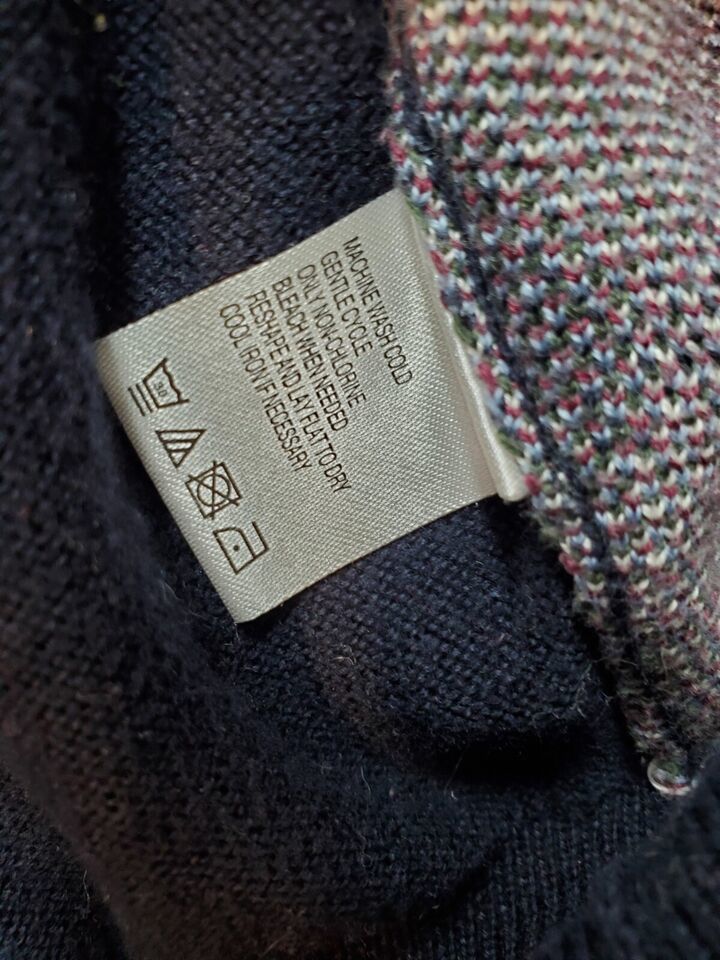 MACHINE WASH COLD
GENTLE CYCLE
ONLY NON-CHLORINE
BLEACH WHEN NEEDED
RESHAPE AND LAY FLAT TO DRY
COOL IRON IF NECESSARY
30